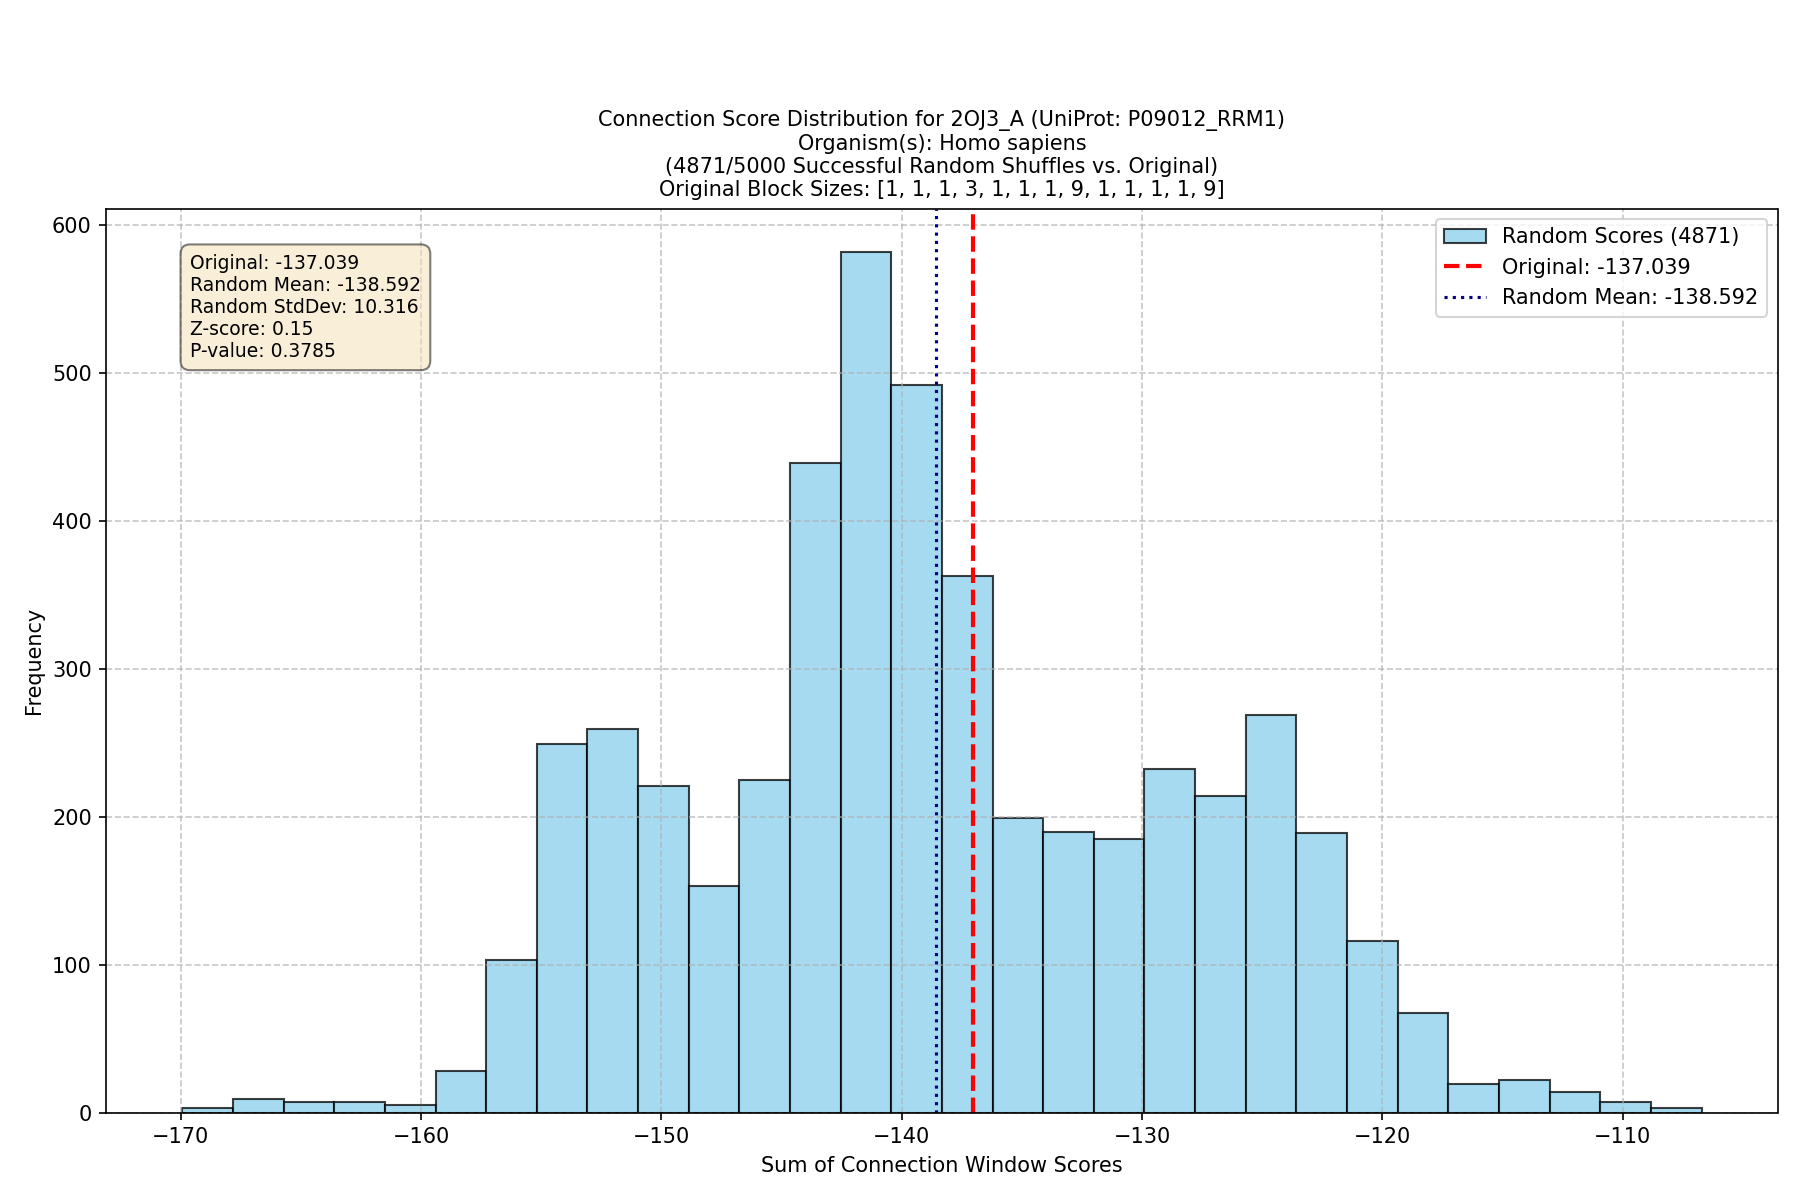 Connection Score Distribution for 2OJ3_A (UniProt: P09012_RRM1)
Organism(s): Homo sapiens
(4871/5000 Successful Random Shuffles vs. Original)
Original Block Sizes: [1, 1, 1, 3, 1, 1, 1, 9, 1, 1, 1, 1, 9]
Original: -137.039
Random Mean: -138.592
Random StdDev: 10.316
Z-score: 0.15
P-value: 0.3785
Random Scores (4871)
Original: -137.039
Random Mean: -138.592
Frequency
600
500
400
300
200
100
0
−170 −160 −150 −140 −130 −120 −110
Sum of Connection Window Scores